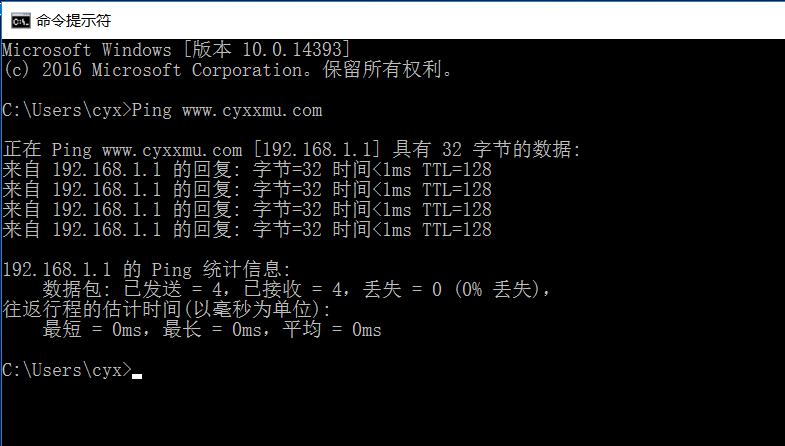 命令提示符
Microsoft Windows [版本 10.0.14393]
(c) 2016 Microsoft Corporation。保留所有权利。
C:\Users\cyx>Ping www.cyxxmu.com
正在 Ping www.cyxxmu.com [192.168.1.1] 具有 32 字节的数据:
来自 192.168.1.1 的回复: 字节=32 时间<1ms TTL=128
来自 192.168.1.1 的回复: 字节=32 时间<1ms TTL=128
来自 192.168.1.1 的回复: 字节=32 时间<1ms TTL=128
来自 192.168.1.1 的回复: 字节=32 时间<1ms TTL=128
192.168.1.1 的 Ping 统计信息:
数据包: 已发送 = 4，已接收 = 4，丢失 = 0 (0% 丢失)，
往返行程的估计时间(以毫秒为单位):
最短 = 0ms，最长 = 0ms，平均 = 0ms
C:\Users\cyx>